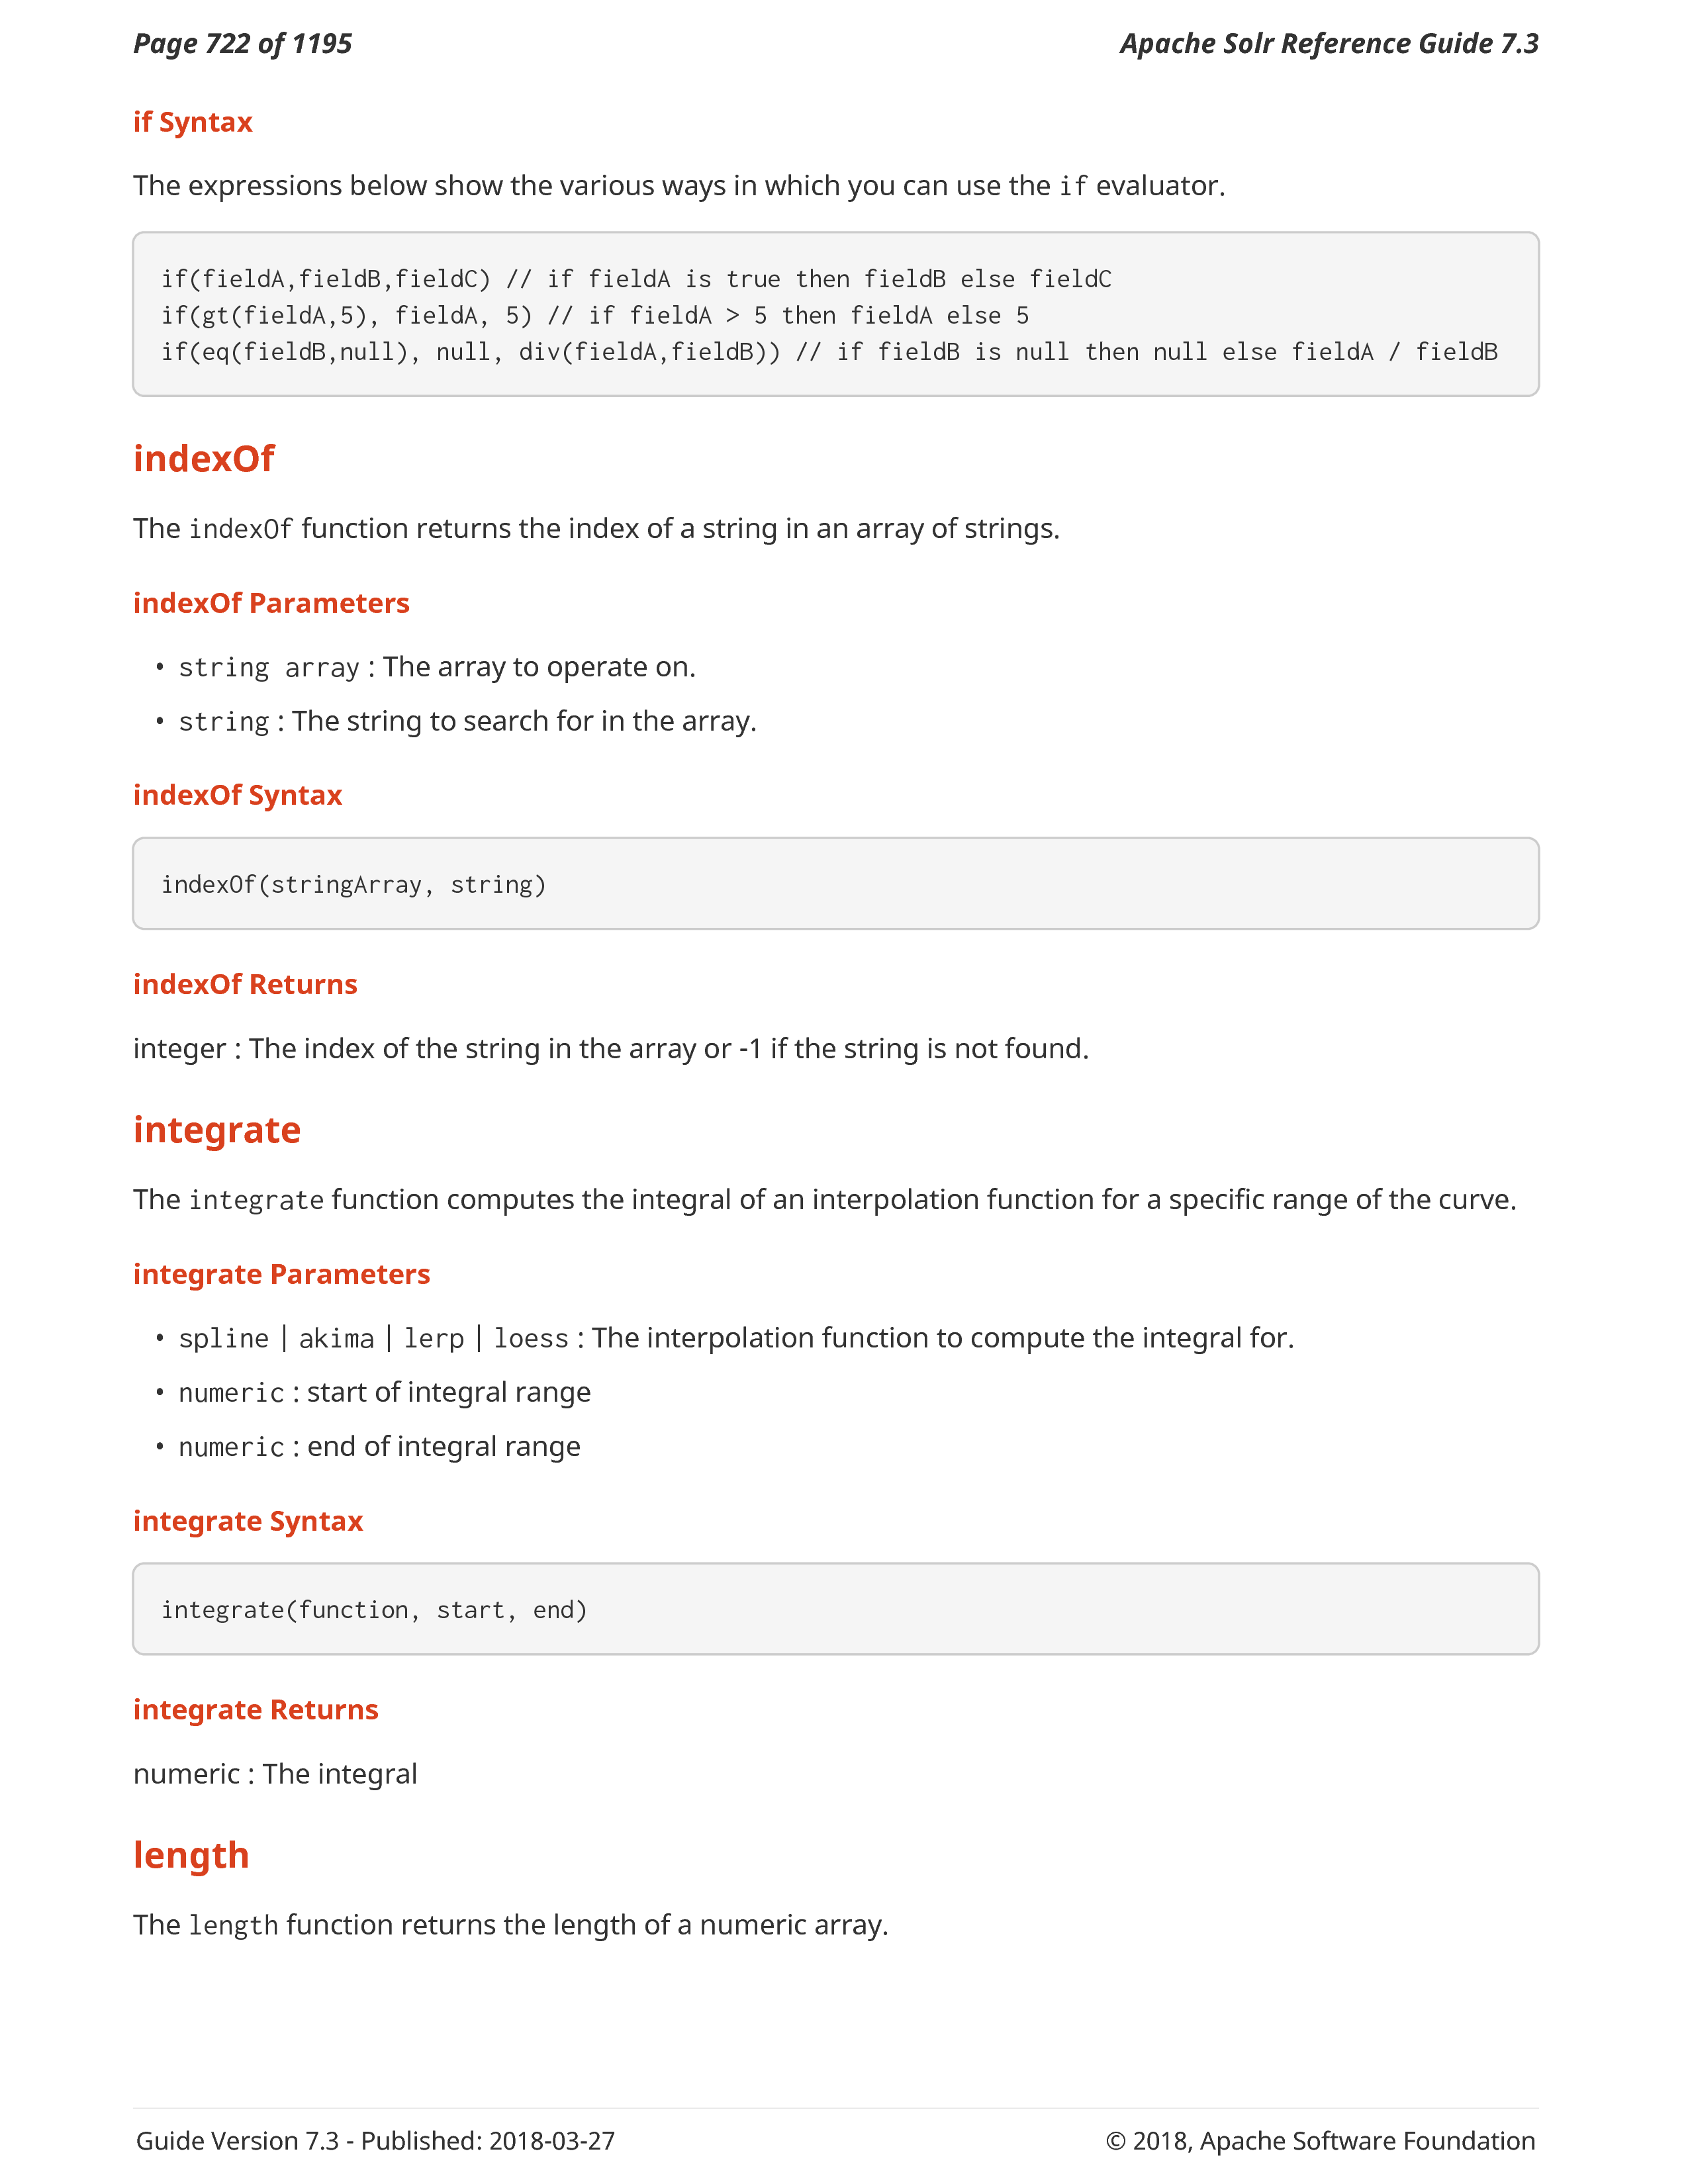 Page 722 of 1195
Apache Solr Reference Guide 7.3
if Syntax
The expressions below show the various ways in which you can use the if evaluator.
if(fieldA,fieldB,fieldC) // if fieldA is true then fieldB else fieldC
if(gt(fieldA,5), fieldA, 5) // if fieldA > 5 then fieldA else 5
if(eq(fieldB,null), null, div(fieldA,fieldB)) // if fieldB is null then null else fieldA / fieldB
indexOf
The indexOf function returns the index of a string in an array of strings.
indexOf Parameters
• string array : The array to operate on.
• string : The string to search for in the array.
indexOf Syntax
indexOf(stringArray, string)
indexOf Returns
integer : The index of the string in the array or -1 if the string is not found.
integrate
The integrate function computes the integral of an interpolation function for a specific range of the curve.
integrate Parameters
• spline | akima | lerp | loess : The interpolation function to compute the integral for.
• numeric : start of integral range
• numeric : end of integral range
integrate Syntax
integrate(function, start, end)
integrate Returns
numeric : The integral
length
The length function returns the length of a numeric array.
Guide Version 7.3 - Published: 2018-03-27
© 2018, Apache Software Foundation